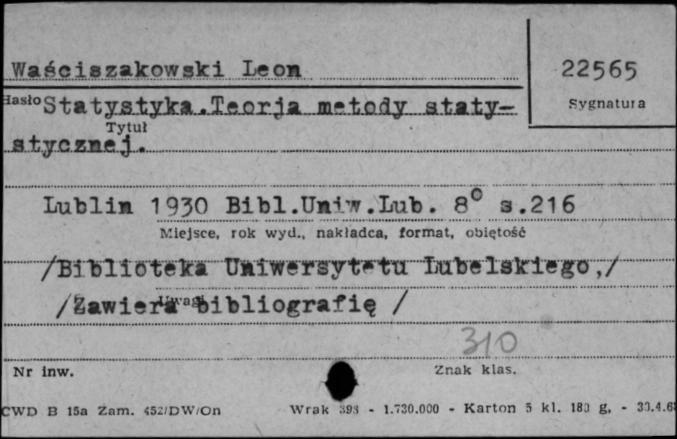 Waściszakowski Leon
22565
Hasło Statystyka.Teorja metody staty-
Sygnatura
Tytuł
stycznej.
Lublin 1930 Bibl.Uniw.Lub. 8° s.216
Miejsce, rok wyd., nakładca, format, objętość
/Biblioteka Uniwersytetu Lubelskiego,/
/Zawiera bibliografię /
Uwagi
310
Nr inw.
Znak klas.
CWD B 15a Zam. 452/DW/On Wrak 398 - 1.730.000 - Karton 5 kl. 180 g, - 30.4.68